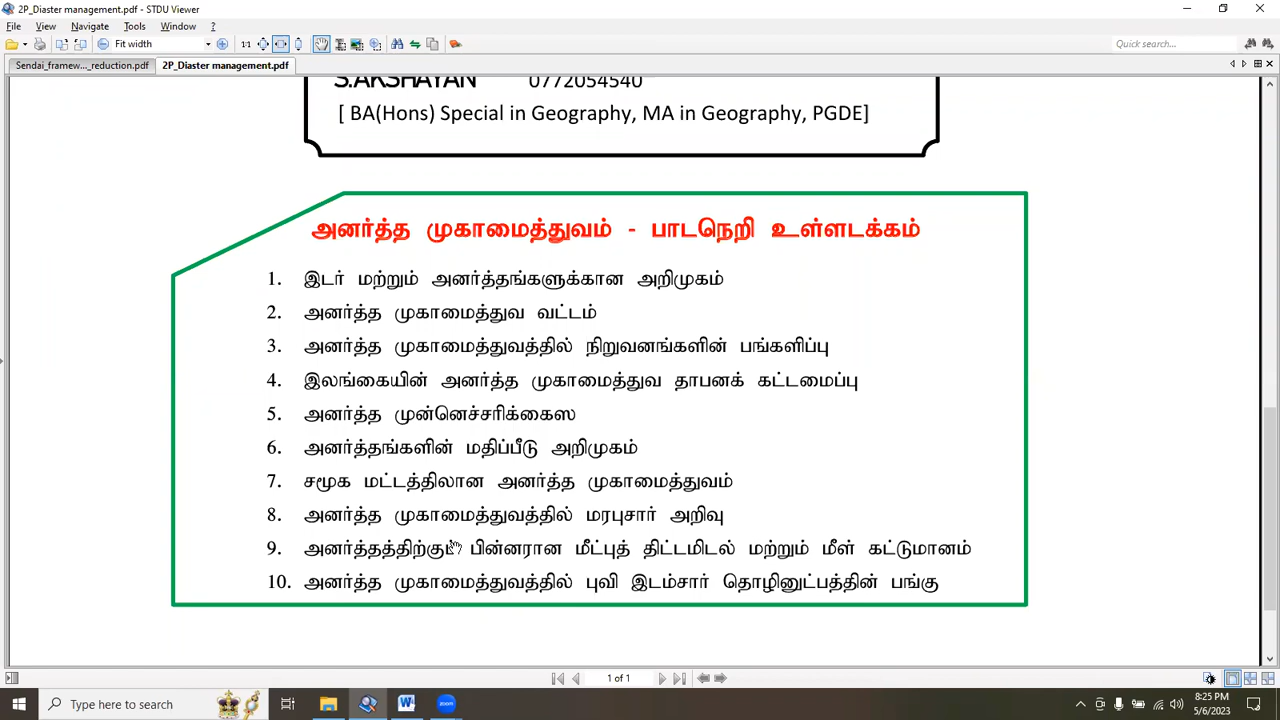 2P_Diaster management.pdf - STDU Viewer
File View Navigate Tools Window ?
Fit width 1:1 Quick search...
Sendai_framew..._reduction.pdf 2P_Diaster management.pdf
S.AKSHAYAN 0772054540
[ BA(Hons) Special in Geography, MA in Geography, PGDE]
அனர்த்த முகாமைத்துவம் - பாடநெறி உள்ளடக்கம்
1. இடர் மற்றும் அனர்த்தங்களுக்கான அறிமுகம்
2. அனர்த்த முகாமைத்துவ வட்டம்
3. அனர்த்த முகாமைத்துவத்தில் நிறுவனங்களின் பங்களிப்பு
4. இலங்கையின் அனர்த்த முகாமைத்துவ தாபனக் கட்டமைப்பு
5. அனர்த்த முன்னெச்சரிக்கைஸ
6. அனர்த்தங்களின் மதிப்பீடு அறிமுகம்
7. சமூக மட்டத்திலான அனர்த்த முகாமைத்துவம்
8. அனர்த்த முகாமைத்துவத்தில் மரபுசார் அறிவு
9. அனர்த்தத்திற்குப் பின்னரான மீட்புத் திட்டமிடல் மற்றும் மீள் கட்டுமானம்
10. அனர்த்த முகாமைத்துவத்தில் புவி இடம்சார் தொழினுட்பத்தின் பங்கு
1 of 1
Type here to search
zoom
8:25 PM
5/6/2023